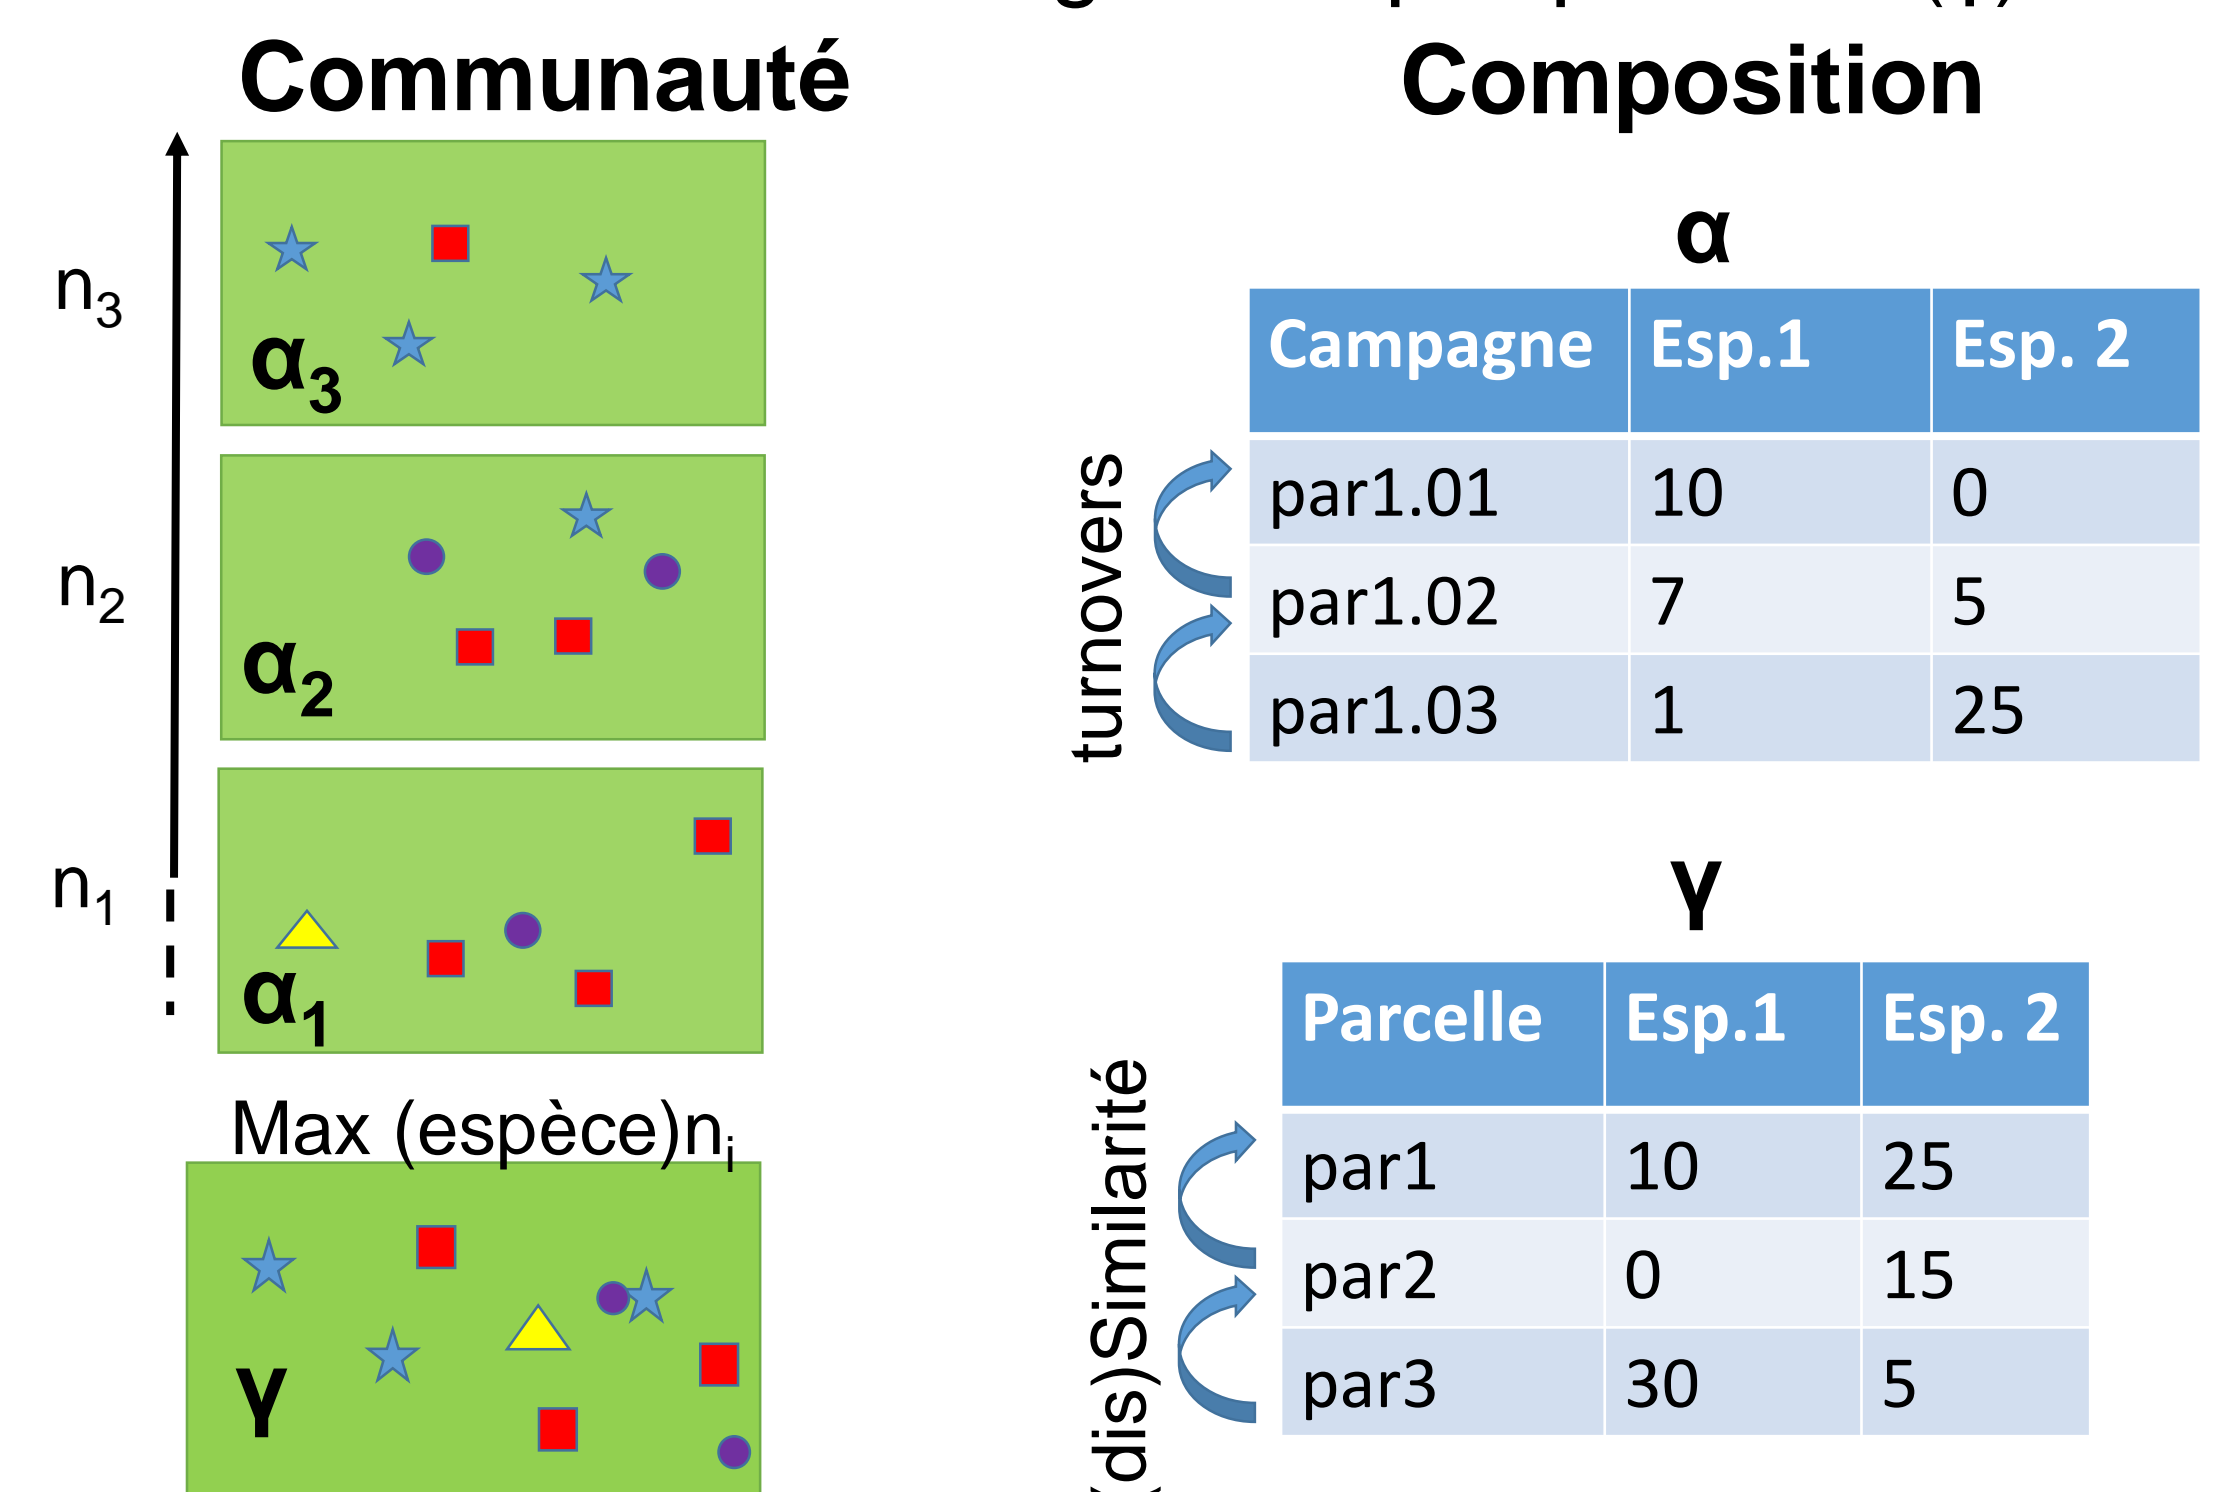 Communauté
n3
α3
n2
α2
n1
α1
Max (espèce)ni
γ
Composition
α
turnovers
Campagne Esp.1 Esp. 2
par1.01 10 0
par1.02 7 5
par1.03 1 25
γ
(dis)Similarité
Parcelle Esp.1 Esp. 2
par1 10 25
par2 0 15
par3 30 5